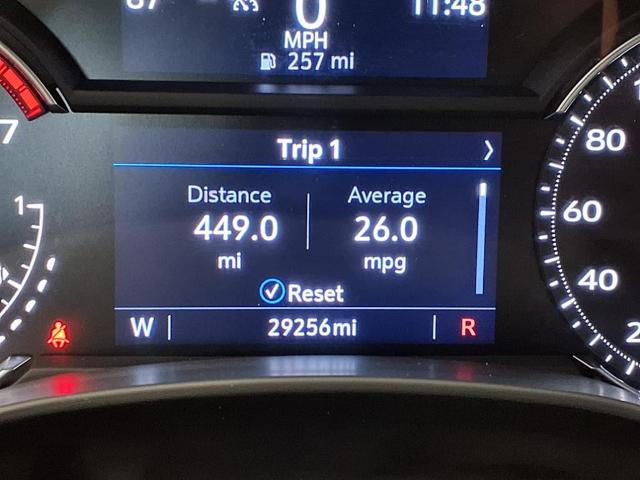 0
11:48
MPH
257 mi
Trip 1
Distance Average
449.0 26.0
mi mpg
Reset
W 29256mi R
7
1
80
60
40